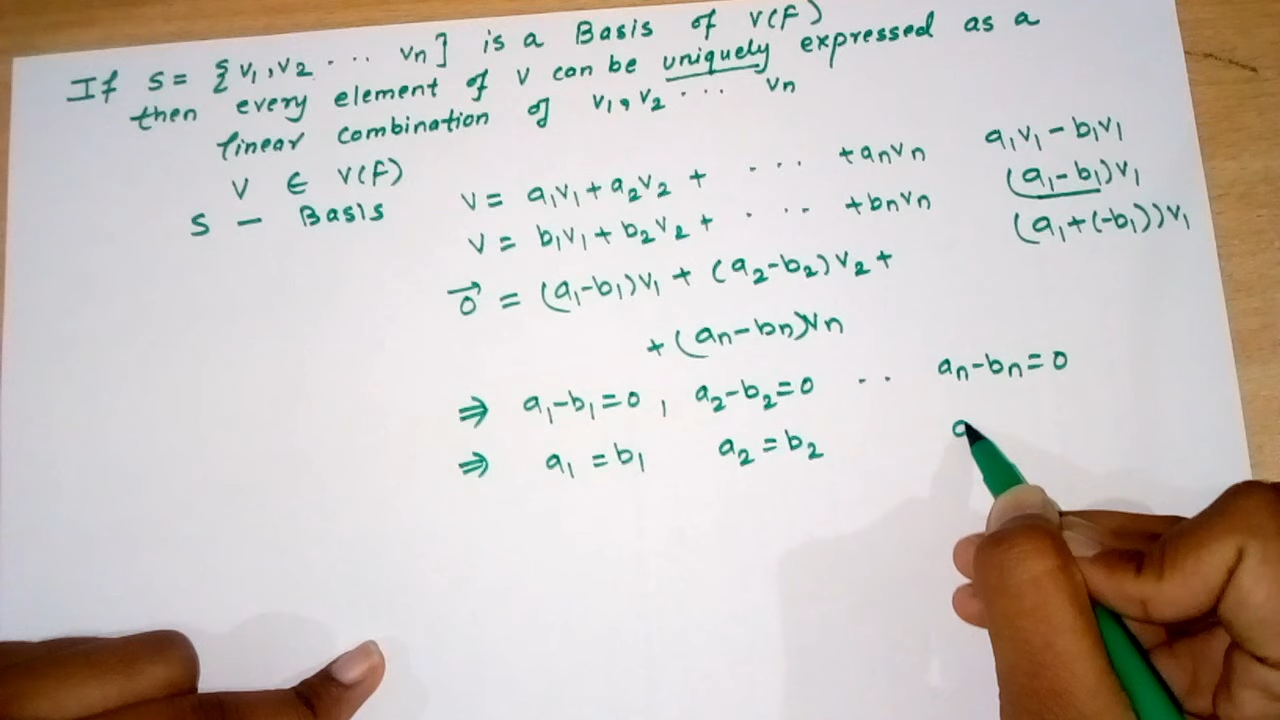 If S = {v₁, v₂ ... vₙ] is a Basis of V(F)
then every element of V can be uniquely expressed as a
linear combination of v₁, v₂ ... vₙ
V ∈ V(F)
S - Basis
V = a₁v₁ + a₂v₂ + ... + aₙvₙ
V = b₁v₁ + b₂v₂ + ... + bₙvₙ
a₁v₁ - b₁v₁
(a₁ - b₁)v₁
(a₁ + (-b₁))v₁
0⃗ = (a₁-b₁)v₁ + (a₂-b₂)v₂ +
+ (aₙ-bₙ)vₙ
⇒ a₁-b₁=0, a₂-b₂=0 .. aₙ-bₙ=0
⇒ a₁ = b₁ a₂ = b₂ a